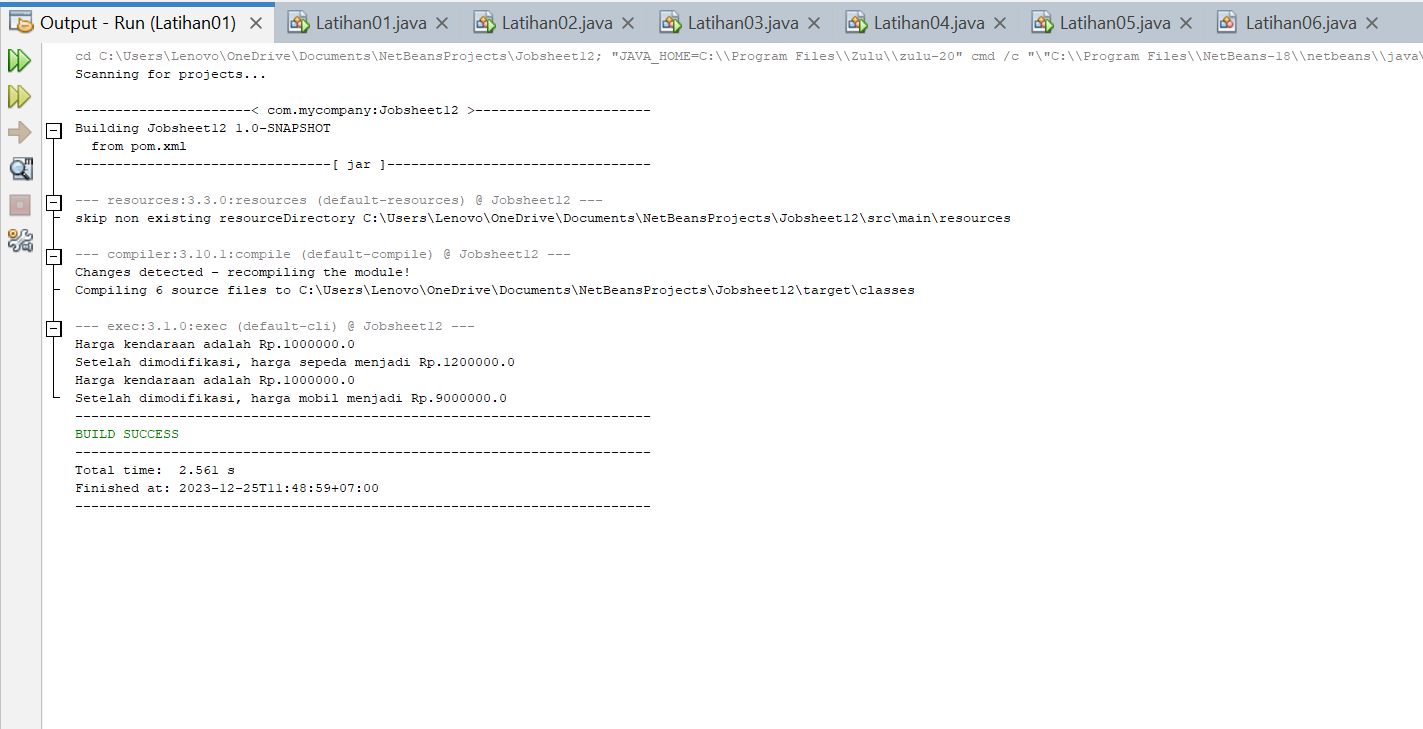 Output - Run (Latihan01) Latihan01.java Latihan02.java Latihan03.java Latihan04.java Latihan05.java Latihan06.java
cd C:\Users\Lenovo\OneDrive\Documents\NetBeansProjects\Jobsheet12; "JAVA_HOME=C:\\Program Files\\Zulu\\zulu-20" cmd /c "\"C:\\Program Files\\NetBeans-18\\netbeans\\java\
Scanning for projects...
----------------------< com.mycompany:Jobsheet12 >----------------------
Building Jobsheet12 1.0-SNAPSHOT
  from pom.xml
--------------------------------[ jar ]---------------------------------
--- resources:3.3.0:resources (default-resources) @ Jobsheet12 ---
skip non existing resourceDirectory C:\Users\Lenovo\OneDrive\Documents\NetBeansProjects\Jobsheet12\src\main\resources
--- compiler:3.10.1:compile (default-compile) @ Jobsheet12 ---
Changes detected - recompiling the module!
Compiling 6 source files to C:\Users\Lenovo\OneDrive\Documents\NetBeansProjects\Jobsheet12\target\classes
--- exec:3.1.0:exec (default-cli) @ Jobsheet12 ---
Harga kendaraan adalah Rp.1000000.0
Setelah dimodifikasi, harga sepeda menjadi Rp.1200000.0
Harga kendaraan adalah Rp.1000000.0
Setelah dimodifikasi, harga mobil menjadi Rp.9000000.0
------------------------------------------------------------------------
BUILD SUCCESS
------------------------------------------------------------------------
Total time:  2.561 s
Finished at: 2023-12-25T11:48:59+07:00
------------------------------------------------------------------------